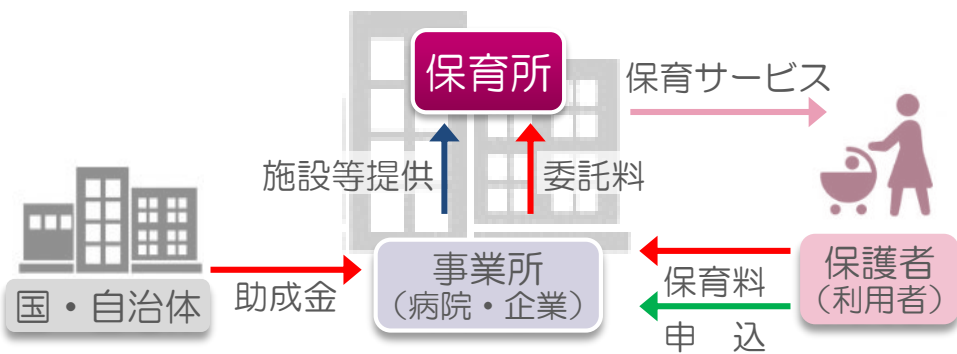 保育所
保育サービス
施設等提供
委託料
国・自治体
助成金
事業所
（病院・企業）
保育料
申　込
保護者
（利用者）